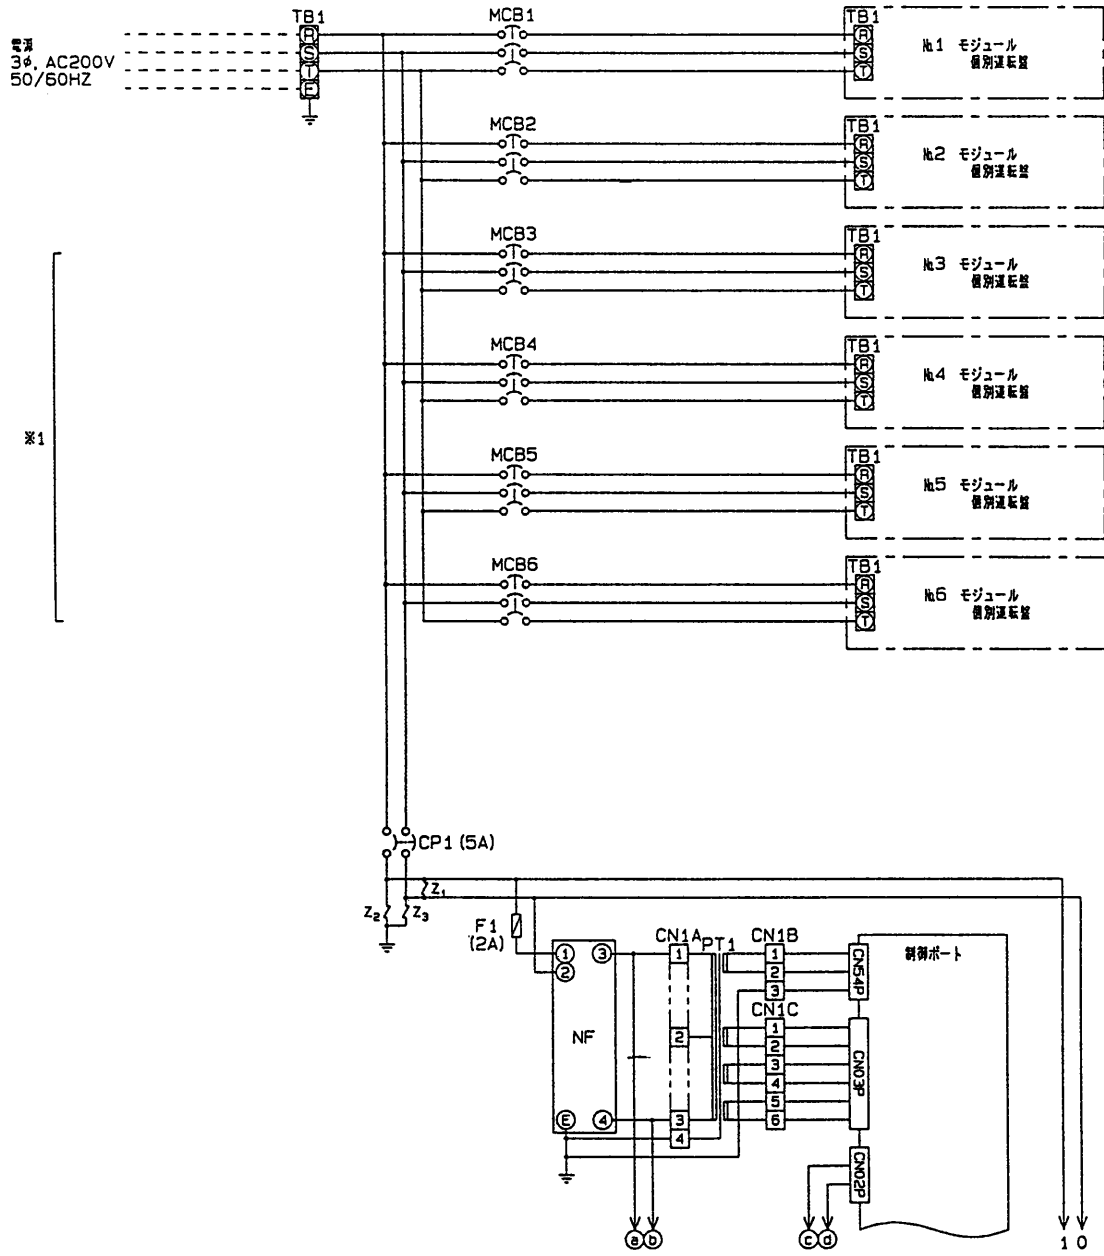 電源
3φ, AC200V
50/60HZ
TB1
R
S
T
E
MCB1
TB1
R
S
T
№1 モジュール
個別運転盤
MCB2
TB1
R
S
T
№2 モジュール
個別運転盤
MCB3
TB1
R
S
T
№3 モジュール
個別運転盤
※1
MCB4
TB1
R
S
T
№4 モジュール
個別運転盤
MCB5
TB1
R
S
T
№5 モジュール
個別運転盤
MCB6
TB1
R
S
T
№6 モジュール
個別運転盤
CP1 (5A)
Z1
Z2
Z3
F1
(2A)
NF
1
2
3
4
E
CN1A
1
2
3
4
PT1
CN1B
1
2
3
CN1C
1
2
3
4
5
6
CN54P
CN03P
CN02P
制御ボート
a
b
c
d
1 0